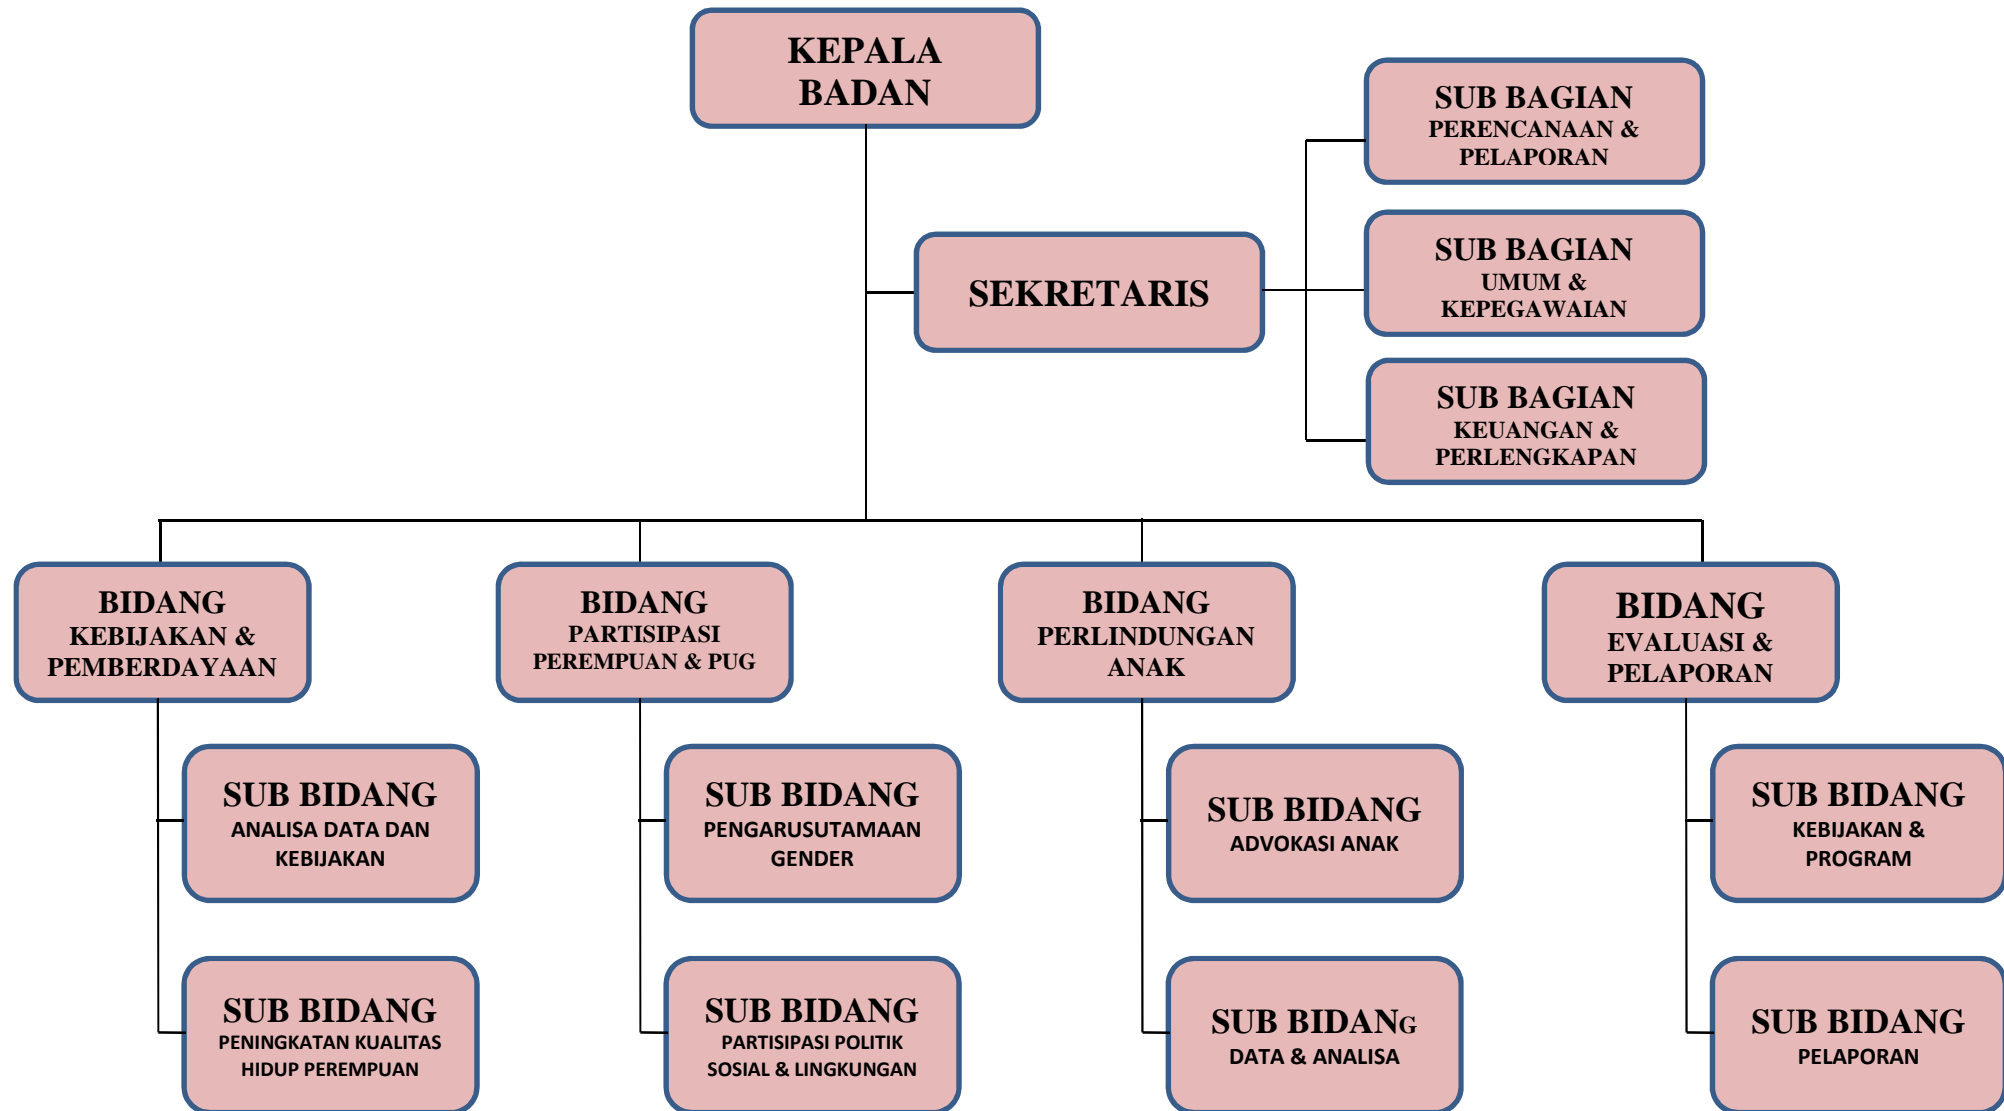 KEPALA
BADAN
SUB BAGIAN
PERENCANAAN &
PELAPORAN
SEKRETARIS
SUB BAGIAN
UMUM &
KEPEGAWAIAN
SUB BAGIAN
KEUANGAN &
PERLENGKAPAN
BIDANG
KEBIJAKAN &
PEMBERDAYAAN
BIDANG
PARTISIPASI
PEREMPUAN & PUG
BIDANG
PERLINDUNGAN
ANAK
BIDANG
EVALUASI &
PELAPORAN
SUB BIDANG
ANALISA DATA DAN
KEBIJAKAN
SUB BIDANG
PENGARUSUTAMAAN
GENDER
SUB BIDANG
ADVOKASI ANAK
SUB BIDANG
KEBIJAKAN &
PROGRAM
SUB BIDANG
PENINGKATAN KUALITAS
HIDUP PEREMPUAN
SUB BIDANG
PARTISIPASI POLITIK
SOSIAL & LINGKUNGAN
SUB BIDANG
DATA & ANALISA
SUB BIDANG
PELAPORAN